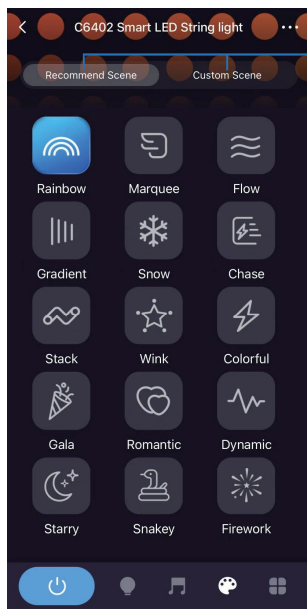 C6402 Smart LED String light
Recommend Scene Custom Scene
Rainbow Marquee Flow
Gradient Snow Chase
Stack Wink Colorful
Gala Romantic Dynamic
Starry Snakey Firework